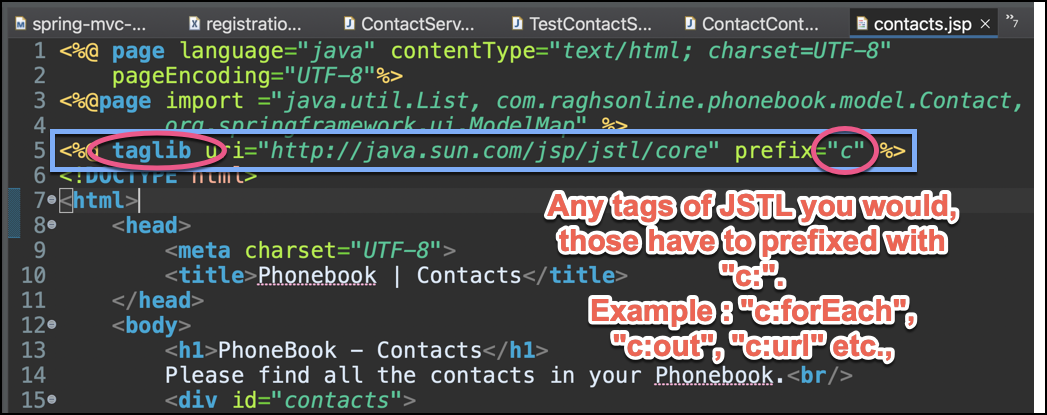 spring-mvc-... registratio... ContactServ... TestContactS... ContactCont... contacts.jsp × »7
1 <%@ page language="java" contentType="text/html; charset=UTF-8"
2     pageEncoding="UTF-8"%>
3 <%@page import ="java.util.List, com.raghsonline.phonebook.model.Contact,
4         org.springframework.ui.ModelMap" %>
5 <%@ taglib uri="http://java.sun.com/jsp/jstl/core" prefix="c" %>
6 <!DOCTYPE html>
7 <html>
8     <head>
9         <meta charset="UTF-8">
10         <title>Phonebook | Contacts</title>
11     </head>
12     <body>
13         <h1>PhoneBook - Contacts</h1>
14         Please find all the contacts in your Phonebook.<br/>
15         <div id="contacts">
Any tags of JSTL you would,
those have to prefixed with
"c:".
Example : "c:forEach",
"c:out", "c:url" etc.,